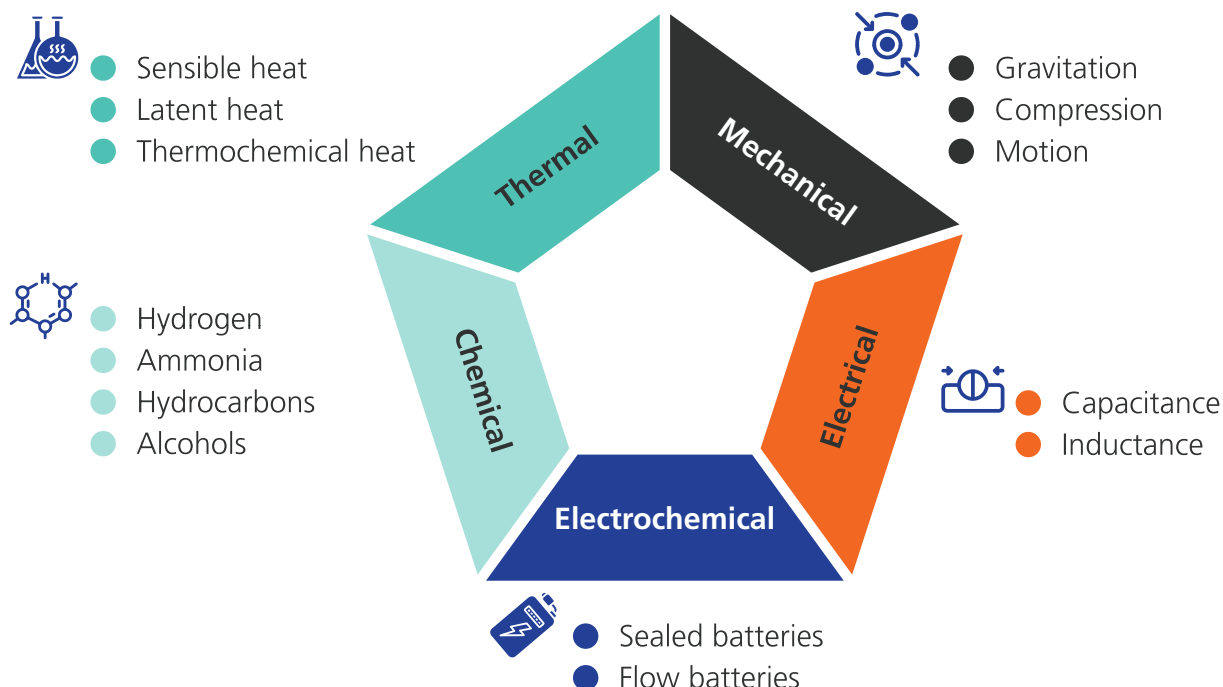 Thermal
Sensible heat
Latent heat
Thermochemical heat
Mechanical
Gravitation
Compression
Motion
Chemical
H
Hydrogen
Ammonia
Hydrocarbons
Alcohols
Electrical
Capacitance
Inductance
Electrochemical
Sealed batteries
Flow batteries